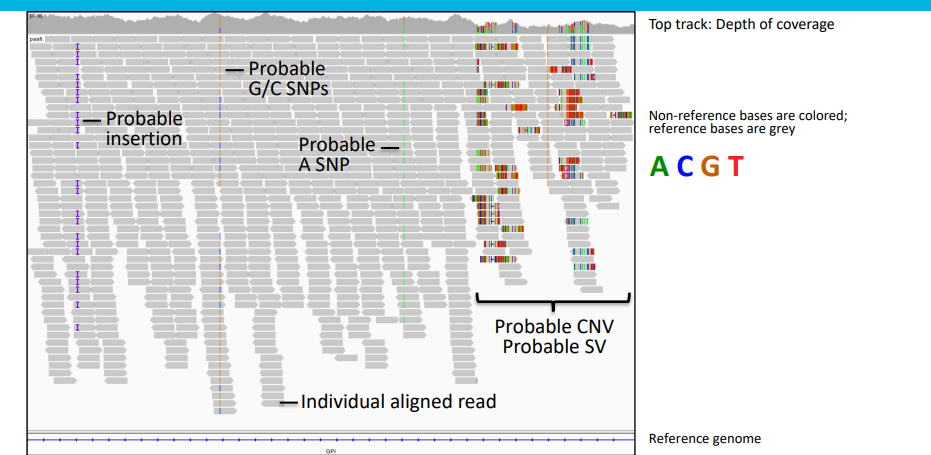 Top track: Depth of coverage
Probable
G/C SNPs
Probable
insertion
Non-reference bases are colored;
reference bases are grey
Probable
A SNP
A C G T
Probable CNV
Probable SV
Individual aligned read
Reference genome
GPI